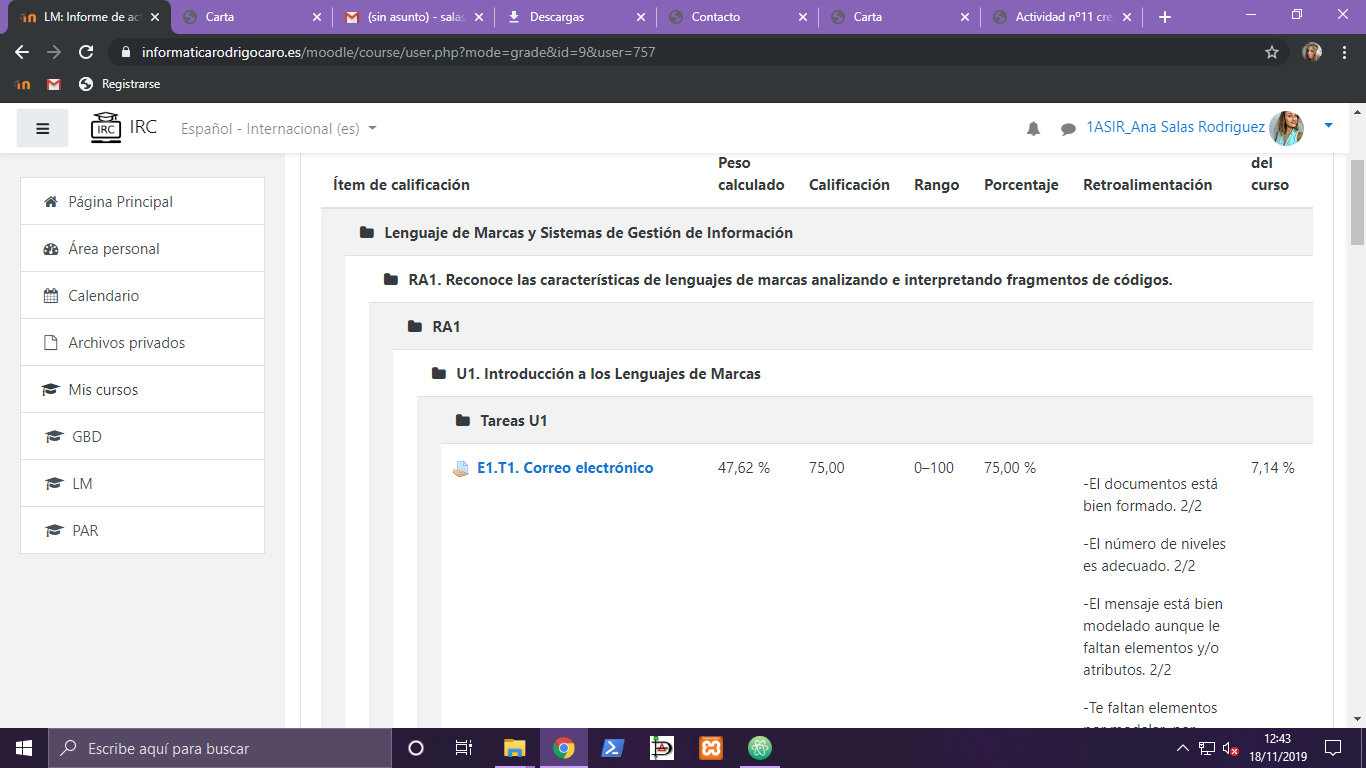 LM: Informe de ac
Carta
(sin asunto) - salas
Descargas
Contacto
Carta
Actividad nº11 cre
informaticarodrigocaro.es/moodle/course/user.php?mode=grade&id=9&user=757
Registrarse
IRC
IRC
Español - Internacional (es)
1ASIR_Ana Salas Rodriguez
Página Principal
Área personal
Calendario
Archivos privados
Mis cursos
GBD
LM
PAR
Ítem de calificación
Peso
calculado
Calificación
Rango
Porcentaje
Retroalimentación
del
curso
Lenguaje de Marcas y Sistemas de Gestión de Información
RA1. Reconoce las características de lenguajes de marcas analizando e interpretando fragmentos de códigos.
RA1
U1. Introducción a los Lenguajes de Marcas
Tareas U1
E1.T1. Correo electrónico
47,62 %
75,00
0–100
75,00 %
-El documentos está
bien formado. 2/2
-El número de niveles
es adecuado. 2/2
-El mensaje está bien
modelado aunque le
faltan elementos y/o
atributos. 2/2
-Te faltan elementos
por modelar, por
7,14 %
Escribe aquí para buscar
12:43
18/11/2019